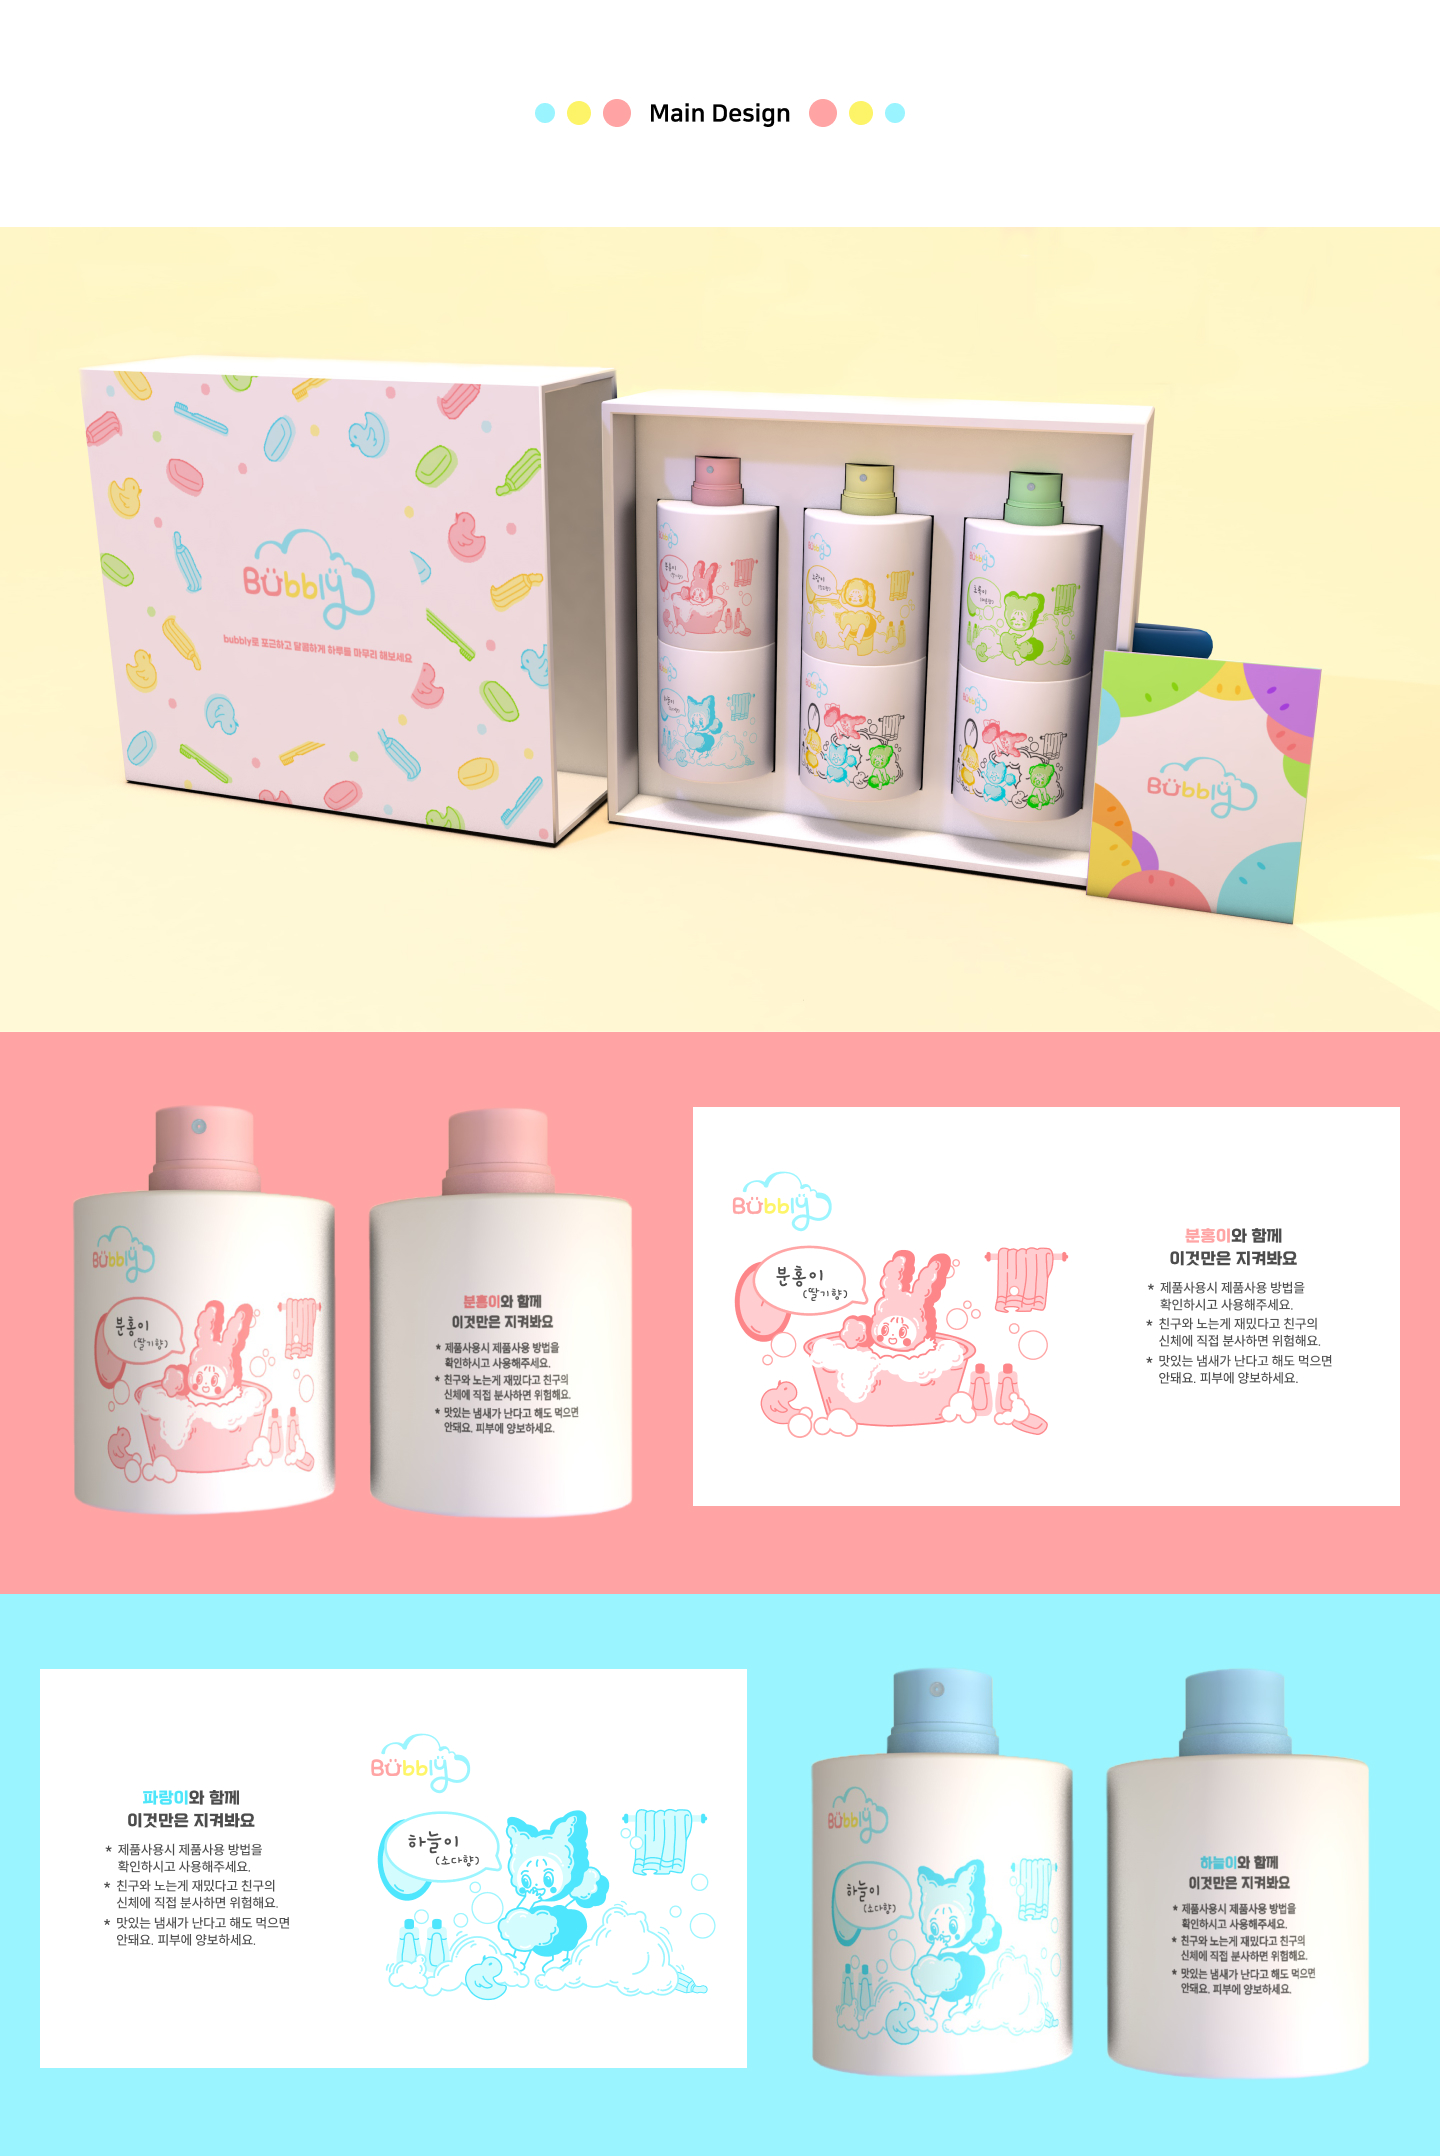 Main Design
Bubbly
bubbly로 포근하고 달콤하게 하루를 마무리 해보세요
Bubbly
Bubbly
분홍이
(딸기향)
분홍이와 함께
이것만은 지켜봐요
* 제품사용시 제품사용 방법을
확인하시고 사용해주세요.
* 친구와 노는게 재밌다고 친구의
신체에 직접 분사하면 위험해요.
* 맛있는 냄새가 난다고 해도 먹으면
안돼요. 피부에 양보하세요.
Bubbly
분홍이
(딸기향)
분홍이와 함께
이것만은 지켜봐요
* 제품사용시 제품사용 방법을
확인하시고 사용해주세요.
* 친구와 노는게 재밌다고 친구의
신체에 직접 분사하면 위험해요.
* 맛있는 냄새가 난다고 해도 먹으면
안돼요. 피부에 양보하세요.
파랑이와 함께
이것만은 지켜봐요
* 제품사용시 제품사용 방법을
확인하시고 사용해주세요.
* 친구와 노는게 재밌다고 친구의
신체에 직접 분사하면 위험해요.
* 맛있는 냄새가 난다고 해도 먹으면
안돼요. 피부에 양보하세요.
Bubbly
하늘이
(소다향)
Bubbly
하늘이
(소다향)
하늘이와 함께
이것만은 지켜봐요
* 제품사용시 제품사용 방법을
확인하시고 사용해주세요.
* 친구와 노는게 재밌다고 친구의
신체에 직접 분사하면 위험해요.
* 맛있는 냄새가 난다고 해도 먹으면
안돼요. 피부에 양보하세요.